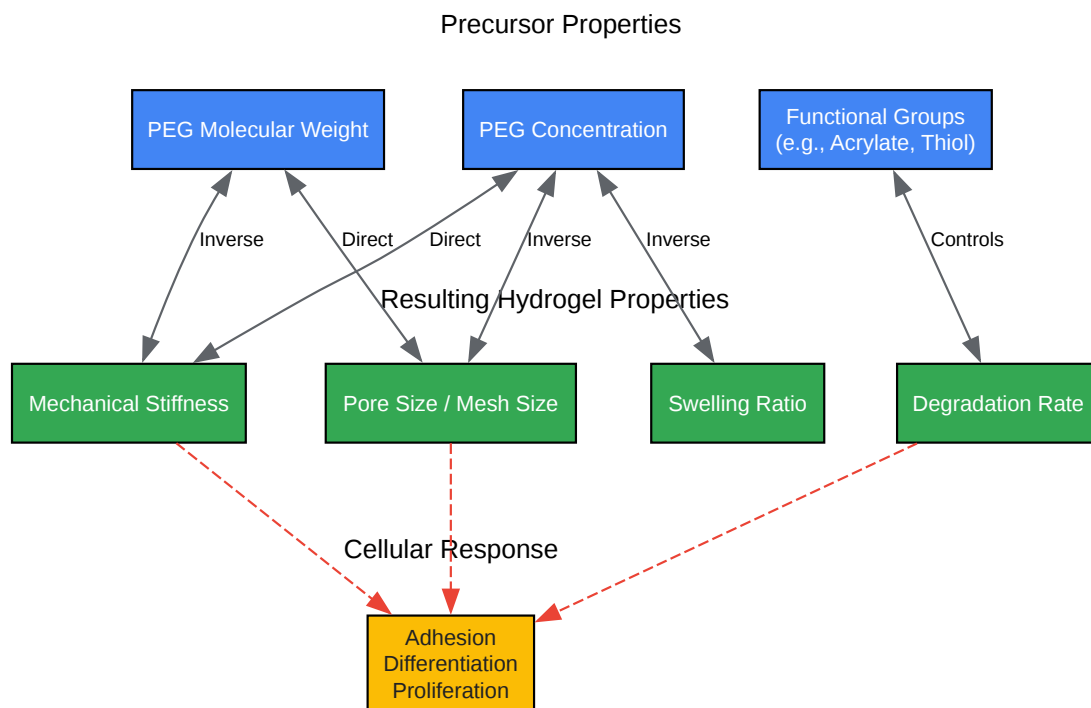 Precursor Properties
PEG Molecular Weight
PEG Concentration
Functional Groups
(e.g., Acrylate, Thiol)
Inverse
Direct
Direct
Inverse
Inverse
Controls
Resulting Hydrogel Properties
Mechanical Stiffness
Pore Size / Mesh Size
Swelling Ratio
Degradation Rate
Cellular Response
Adhesion
Differentiation
Proliferation